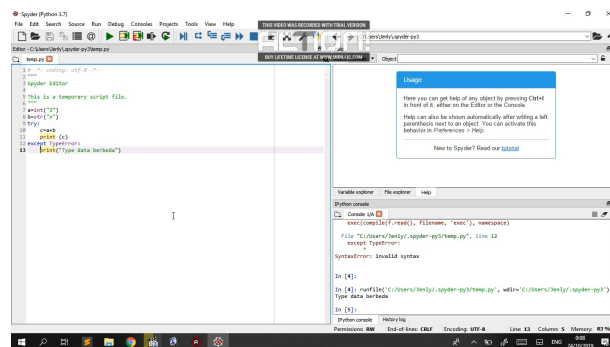 Spyder (Python 3.7)
File Edit Search Source Run Debug Consoles Projects Tools View Help
THIS VIDEO WAS RECORDED WITH TRIAL VERSION
BUY LIFETIME LICENSE AT
Editor - C:\Users\Jenly\.spyder-py3\temp.py
temp.py
Object
1 # -*- coding: utf-8 -*-
2 """
3 Spyder Editor
4
5 This is a temporary script file.
6 """
7 a=int("3")
8 b=str("x")
9 try:
10 c=a+b
11 print (c)
12 except TypeError:
13 print("Type data berbeda")
Usage
Here you can get help of any object by pressing Ctrl+I
in front of it, either on the Editor or the Console.
Help can also be shown automatically after writing a left
parenthesis next to an object. You can activate this
behavior in Preferences > Help.
New to Spyder? Read our tutorial
Variable explorer File explorer Help
IPython console
Console 1/A
exec(compile(f.read(), filename, 'exec'), namespace)
File "C:/Users/Jenly/.spyder-py3/temp.py", line 12
except TypeError:
^
SyntaxError: invalid syntax
In [4]:
In [4]: runfile('C:/Users/Jenly/.spyder-py3/temp.py', wdir='C:/Users/Jenly/.spyder-py3')
Type data berbeda
In [5]:
IPython console History log
Permissions: RW End-of-lines: CRLF Encoding: UTF-8 Line: 13 Column: 5 Memory: 83 %
ENG
0:08
24/10/2019